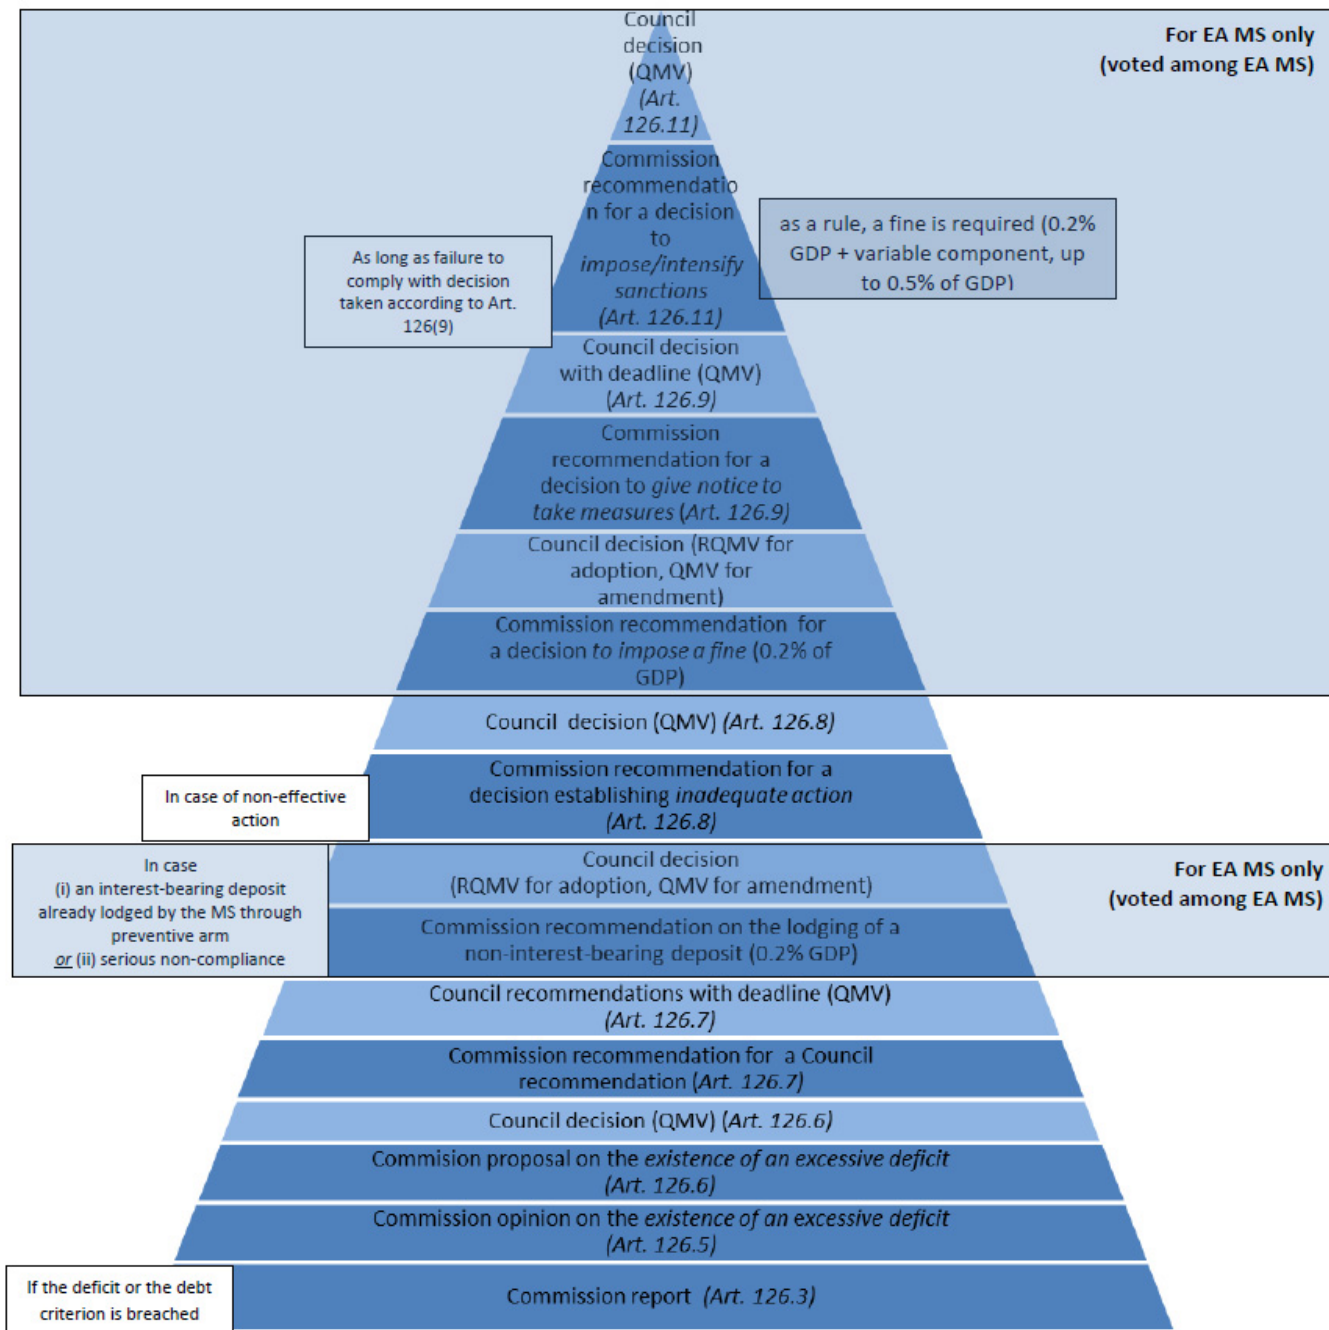 Council
decision
(QMV)
(Art.
126.11)
For EA MS only
(voted among EA MS)
Commission
recommendatio
n for a decision
to
impose/intensify
sanctions
(Art. 126.11)
as a rule, a fine is required (0.2%
GDP + variable component, up
to 0.5% of GDP)
As long as failure to
comply with decision
taken according to Art.
126(9)
Council decision
with deadline (QMV)
(Art. 126.9)
Commission
recommendation for a
decision to give notice to
take measures (Art. 126.9)
Council decision (RQMV for
adoption, QMV for
amendment)
Commission recommendation for
a decision to impose a fine (0.2% of
GDP)
Council decision (QMV) (Art. 126.8)
Commission recommendation for a
decision establishing inadequate action
(Art. 126.8)
In case of non-effective
action
In case
(i) an interest-bearing deposit
already lodged by the MS through
preventive arm
or (ii) serious non-compliance
Council decision
(RQMV for adoption, QMV for amendment)
For EA MS only
(voted among EA MS)
Commission recommendation on the lodging of a
non-interest-bearing deposit (0.2% GDP)
Council recommendations with deadline (QMV)
(Art. 126.7)
Commission recommendation for a Council
recommendation (Art. 126.7)
Council decision (QMV) (Art. 126.6)
Commision proposal on the existence of an excessive deficit
(Art. 126.6)
Commission opinion on the existence of an excessive deficit
(Art. 126.5)
If the deficit or the debt
criterion is breached
Commission report (Art. 126.3)